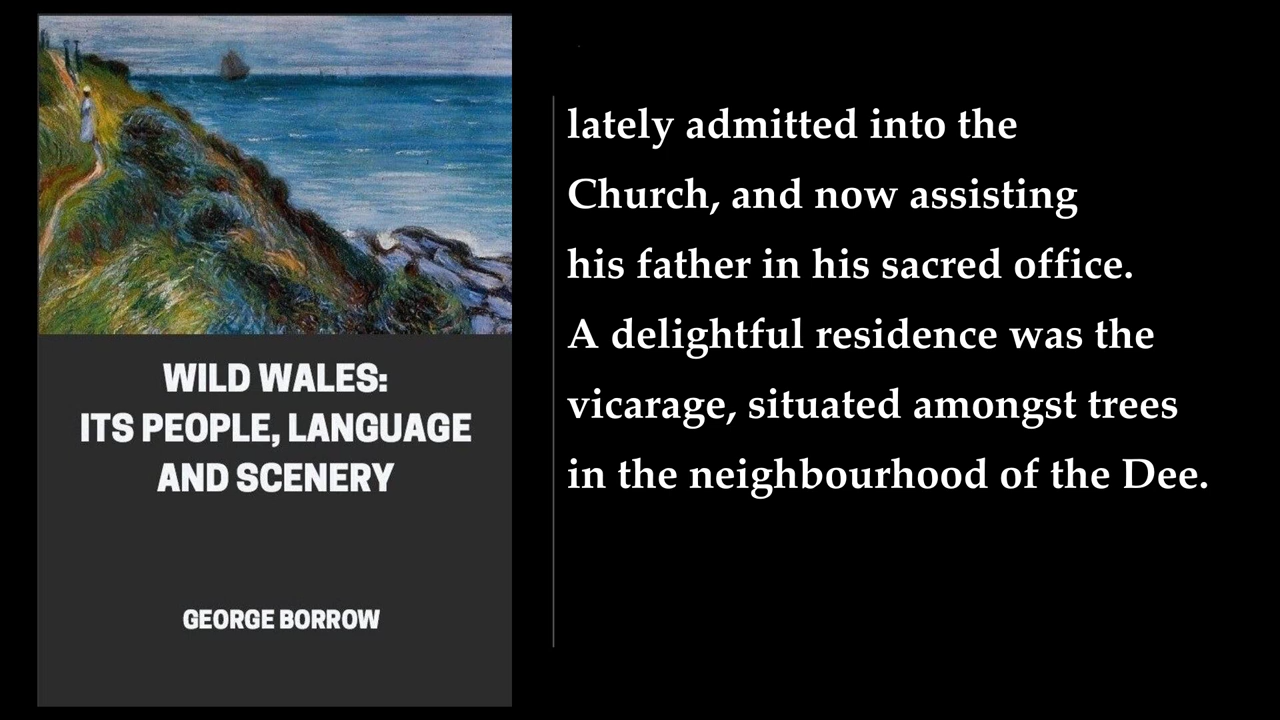 WILD WALES:
ITS PEOPLE, LANGUAGE
AND SCENERY
GEORGE BORROW
lately admitted into the
Church, and now assisting
his father in his sacred office.
A delightful residence was the
vicarage, situated amongst trees
in the neighbourhood of the Dee.